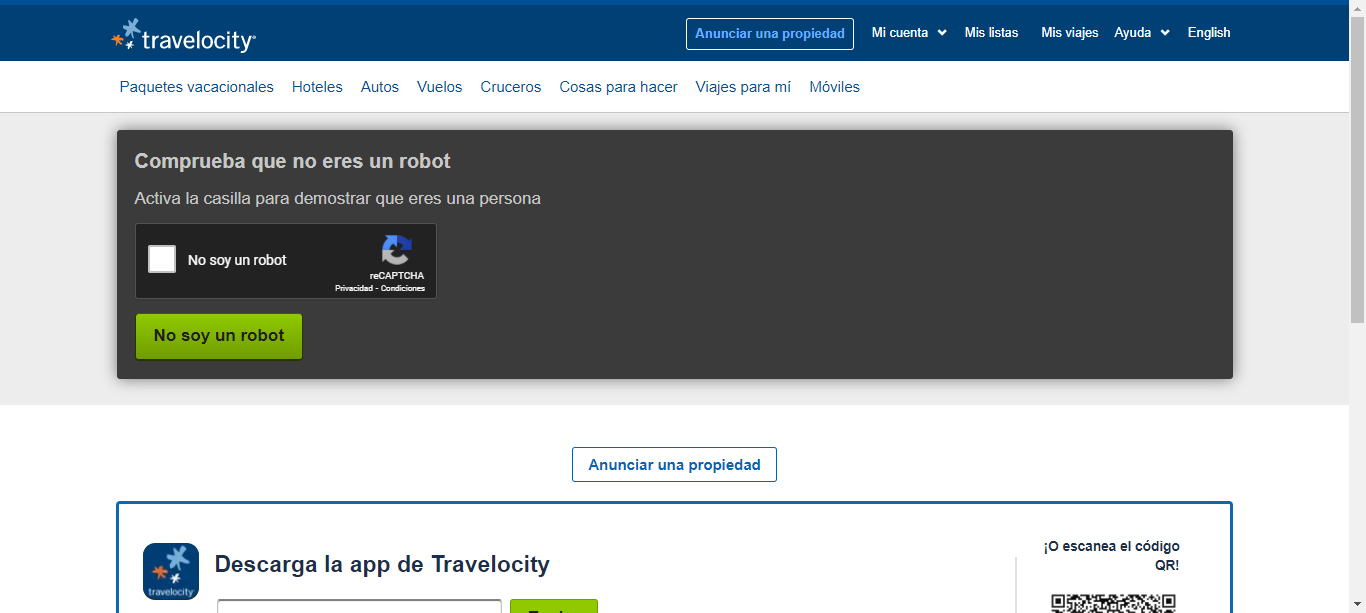 travelocity
Anunciar una propiedad
Mi cuenta
Mis listas
Mis viajes
Ayuda
English
Paquetes vacacionales
Hoteles
Autos
Vuelos
Cruceros
Cosas para hacer
Viajes para mí
Móviles
Comprueba que no eres un robot
Activa la casilla para demostrar que eres una persona
No soy un robot
reCAPTCHA
Privacidad - Condiciones
No soy un robot
Anunciar una propiedad
travelocity
Descarga la app de Travelocity
¡O escanea el código
QR!